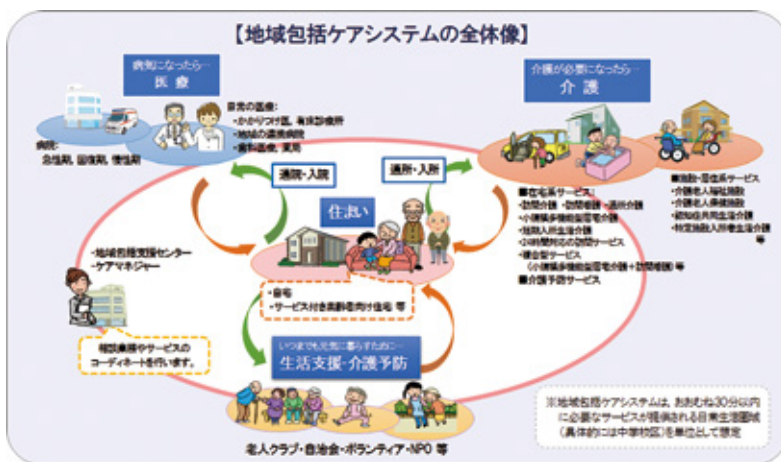 【地域包括ケアシステムの全体像】
病気になったら…
医療
日常の医療:
・かかりつけ医、有床診療所
・地域の連携病院
・歯科医療、薬局
病院:
急性期、回復期、慢性期
通院・入院
介護が必要になったら…
介護
通所・入所
■在宅系サービス:
・訪問介護・訪問看護・通所介護
・小規模多機能型居宅介護
・短期入所生活介護
・24時間対応の訪問サービス
・複合型サービス
(小規模多機能型居宅介護+訪問看護)等
■介護予防サービス
■施設・居住系サービス
・介護老人福祉施設
・介護老人保健施設
・認知症共同生活介護
・特定施設入所者生活介護
等
住まい
・自宅
・サービス付き高齢者向け住宅 等
・地域包括支援センター
・ケアマネジャー
相談業務やサービスの
コーディネートを行います。
いつまでも元気に暮らすために…
生活支援・介護予防
老人クラブ・自治会・ボランティア・NPO 等
※地域包括ケアシステムは、おおむね30分以内
に必要なサービスが提供される日常生活圏域
(具体的には中学校区)を単位として想定